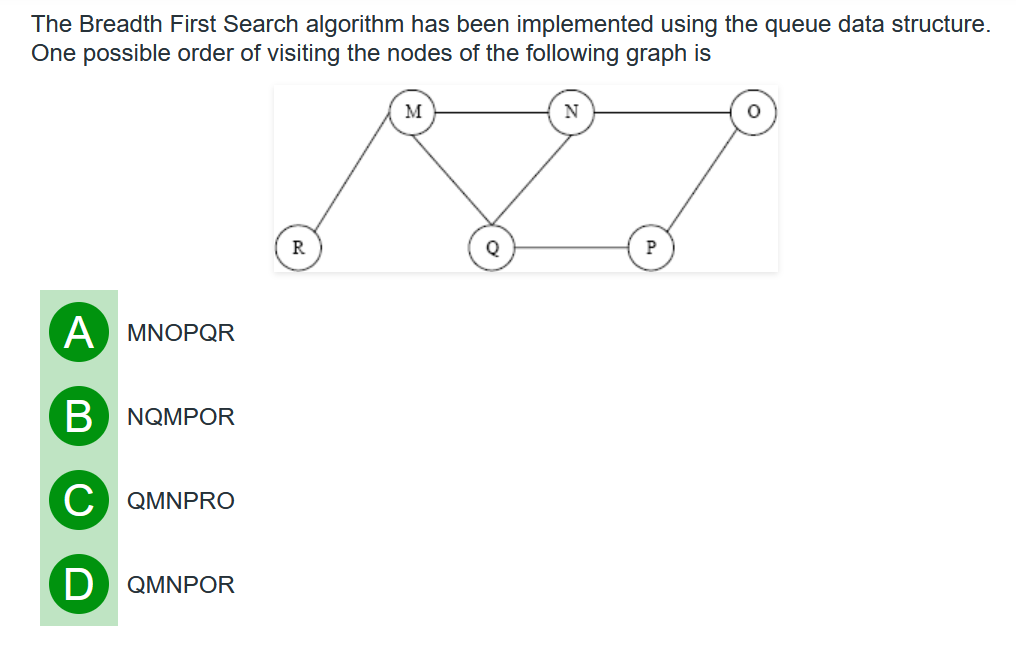 The Breadth First Search algorithm has been implemented using the queue data structure.
One possible order of visiting the nodes of the following graph is
M N O
R Q P
A MNOPQR
B NQMPOR
C QMNPRO
D QMNPOR